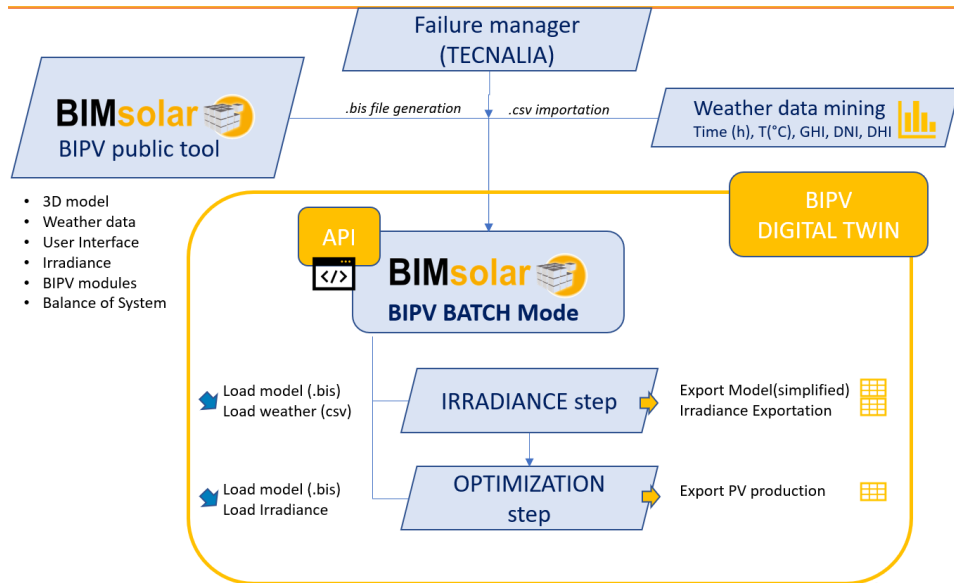 Failure manager
(TECNALIA)
BIMsolar
BIPV public tool
.bis file generation
.csv importation
Weather data mining
Time (h), T(°C), GHI, DNI, DHI
• 3D model
• Weather data
• User Interface
• Irradiance
• BIPV modules
• Balance of System
BIPV
DIGITAL TWIN
API
</>
BIMsolar
BIPV BATCH Mode
Load model (.bis)
Load weather (csv)
IRRADIANCE step
Export Model(simplified)
Irradiance Exportation
Load model (.bis)
Load Irradiance
OPTIMIZATION
step
Export PV production